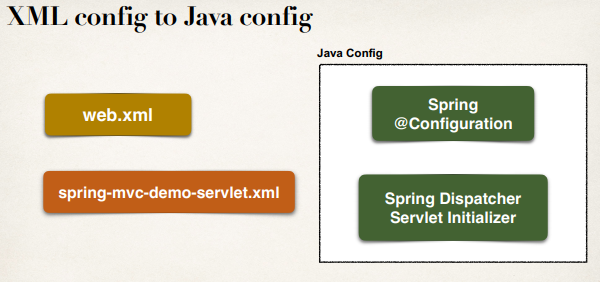 XML config to Java config
Java Config
web.xml
Spring
@Configuration
spring-mvc-demo-servlet.xml
Spring Dispatcher
Servlet Initializer